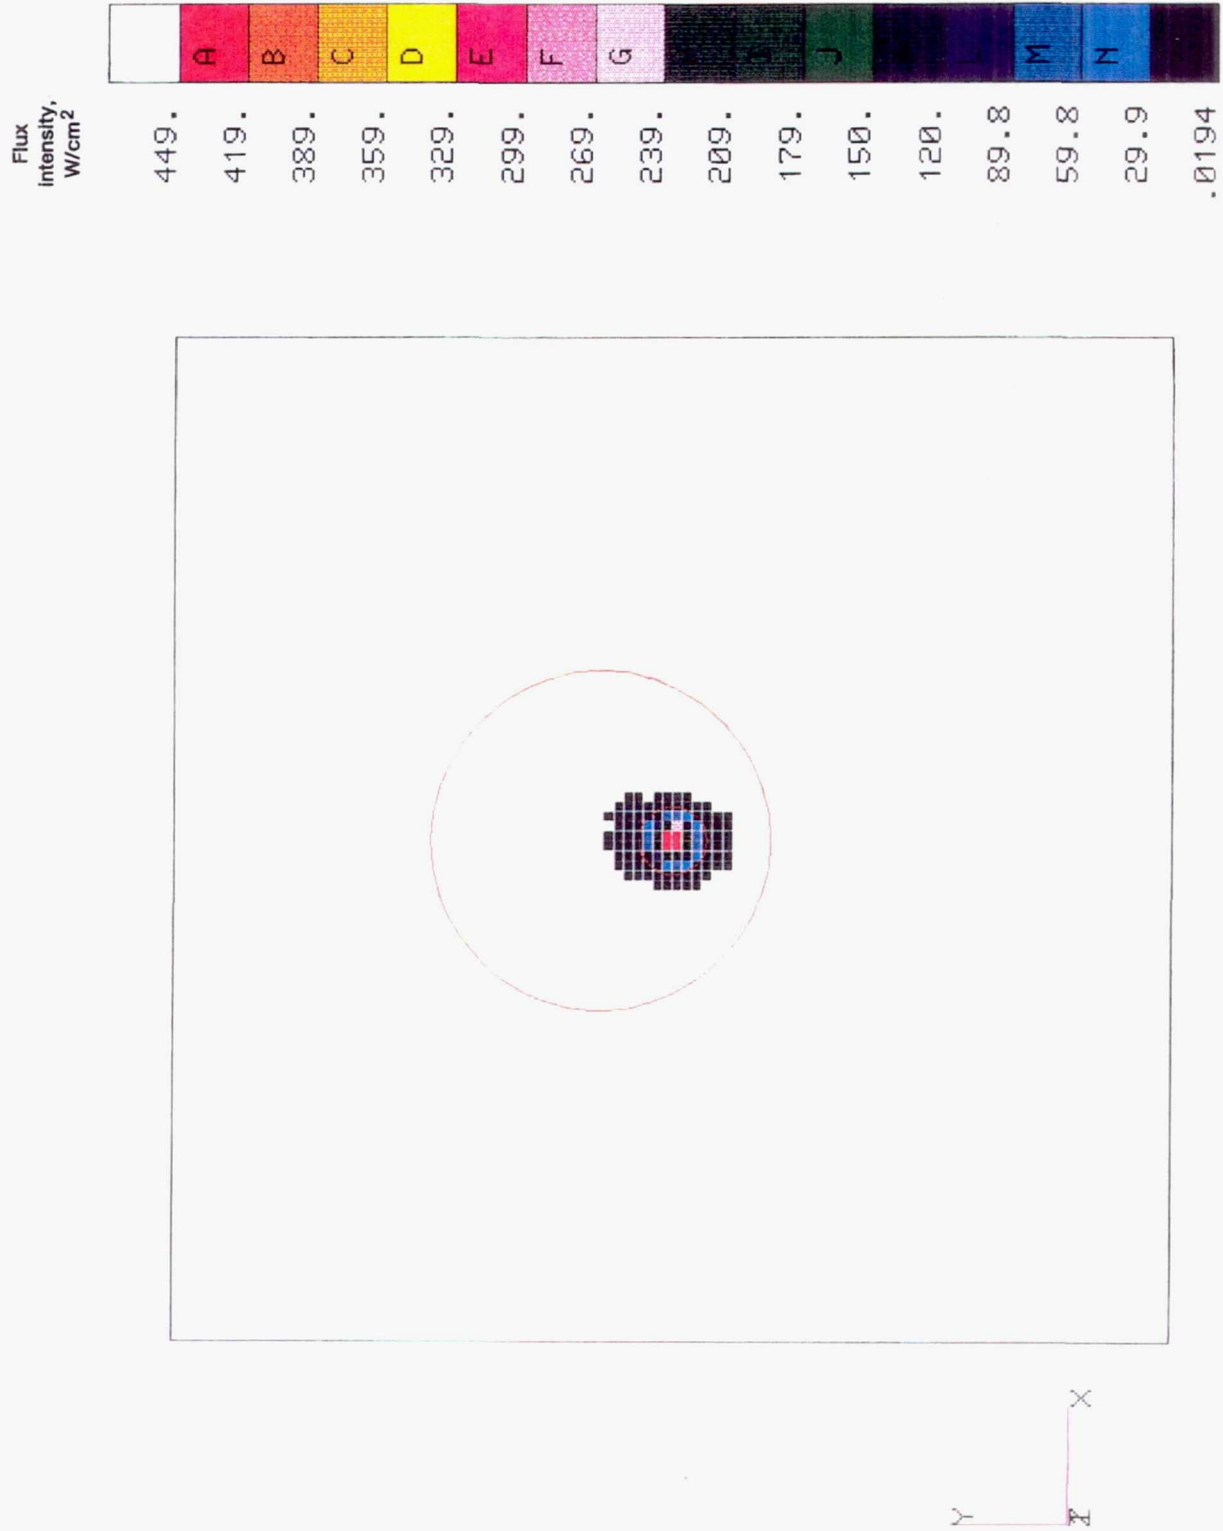 Flux
intensity,
W/cm2
449.
A
419.
B
389.
C
359.
D
329.
E
299.
F
269.
G
239.
209.
179.
J
150.
120.
L
89.8
M
59.8
N
29.9
.0194
X
Y
Z